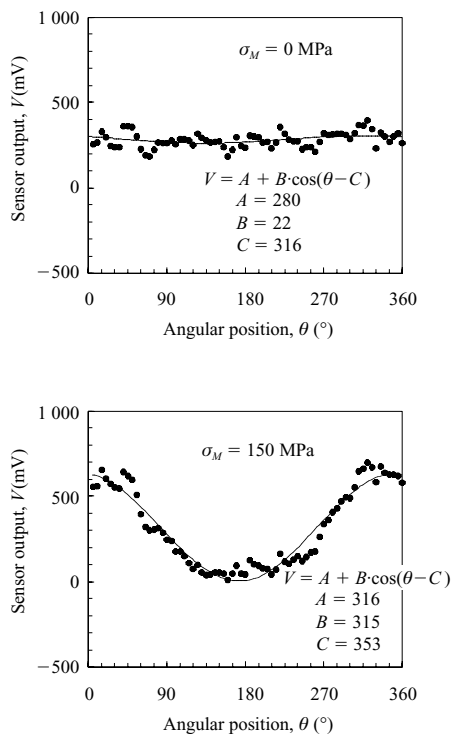 1 000
σM = 0 MPa
500
Sensor output, V(mV)
0
V = A + B·cos(θ−C)
A = 280
B = 22
C = 316
−500
0 90 180 270 360
Angular position, θ (°)
1 000
σM = 150 MPa
500
Sensor output, V(mV)
0
V = A + B·cos(θ−C)
A = 316
B = 315
C = 353
−500
0 90 180 270 360
Angular position, θ (°)